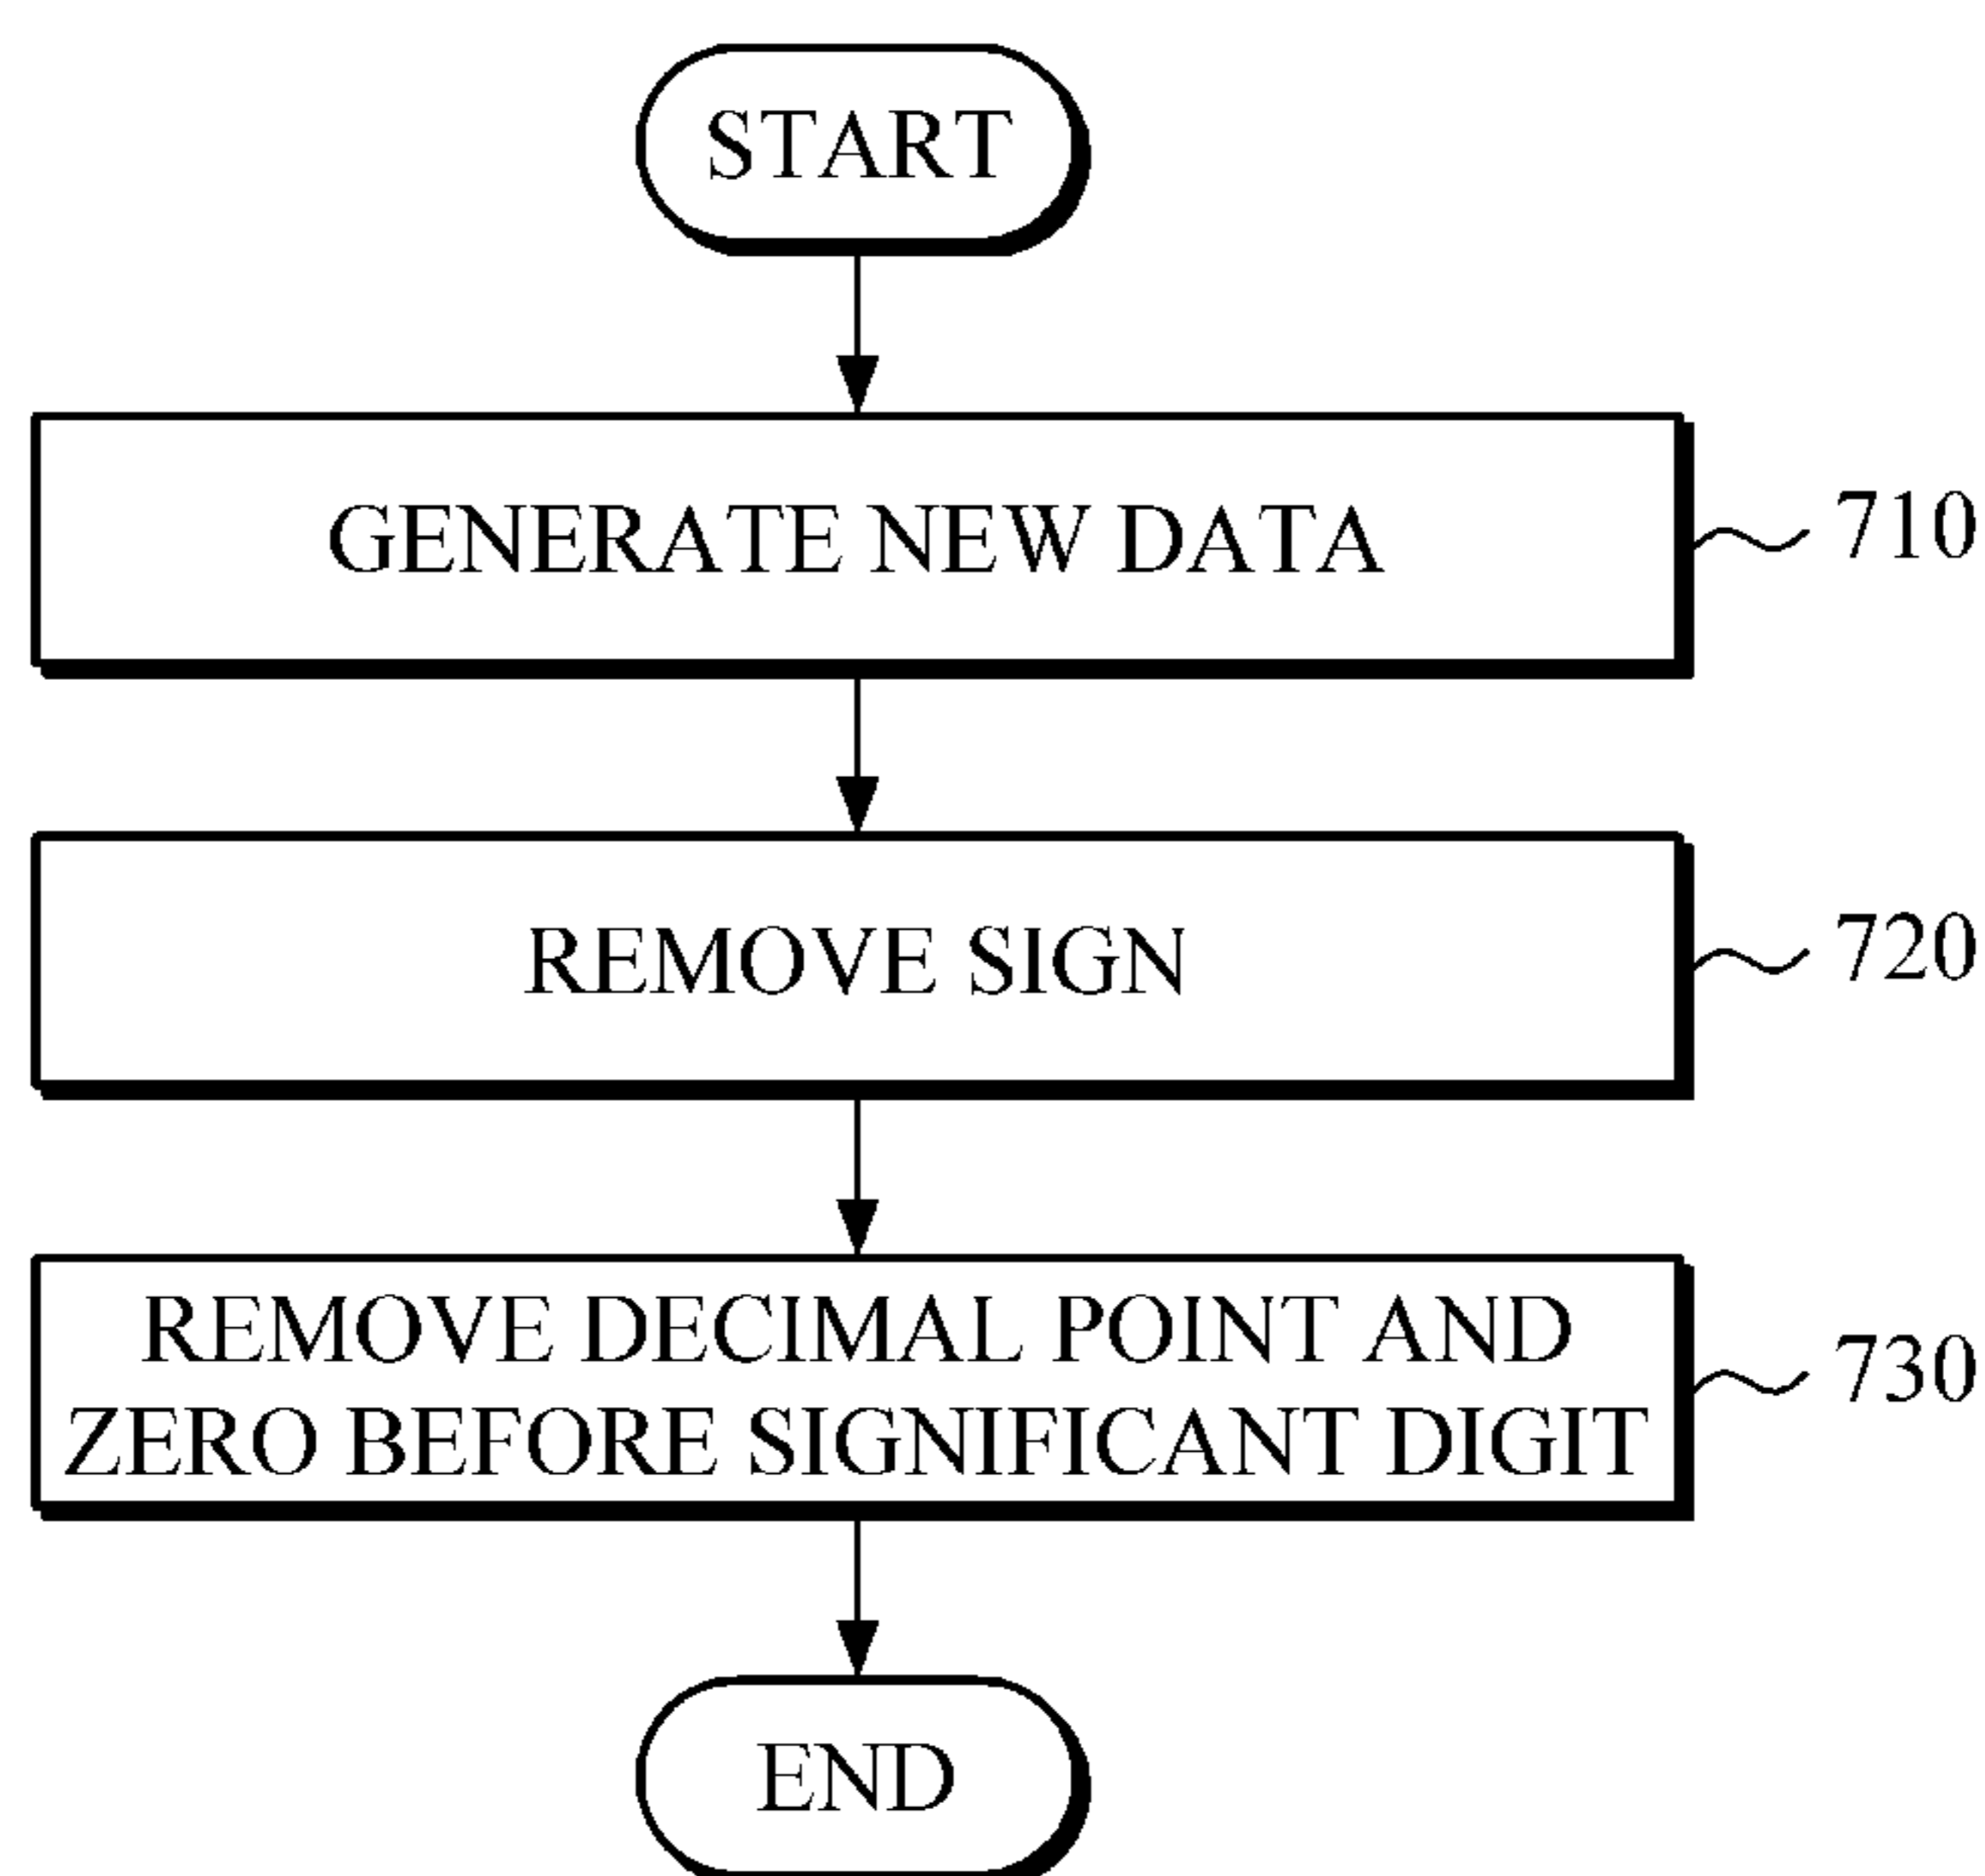 START
GENERATE NEW DATA
710
REMOVE SIGN
720
REMOVE DECIMAL POINT AND
ZERO BEFORE SIGNIFICANT DIGIT
730
END